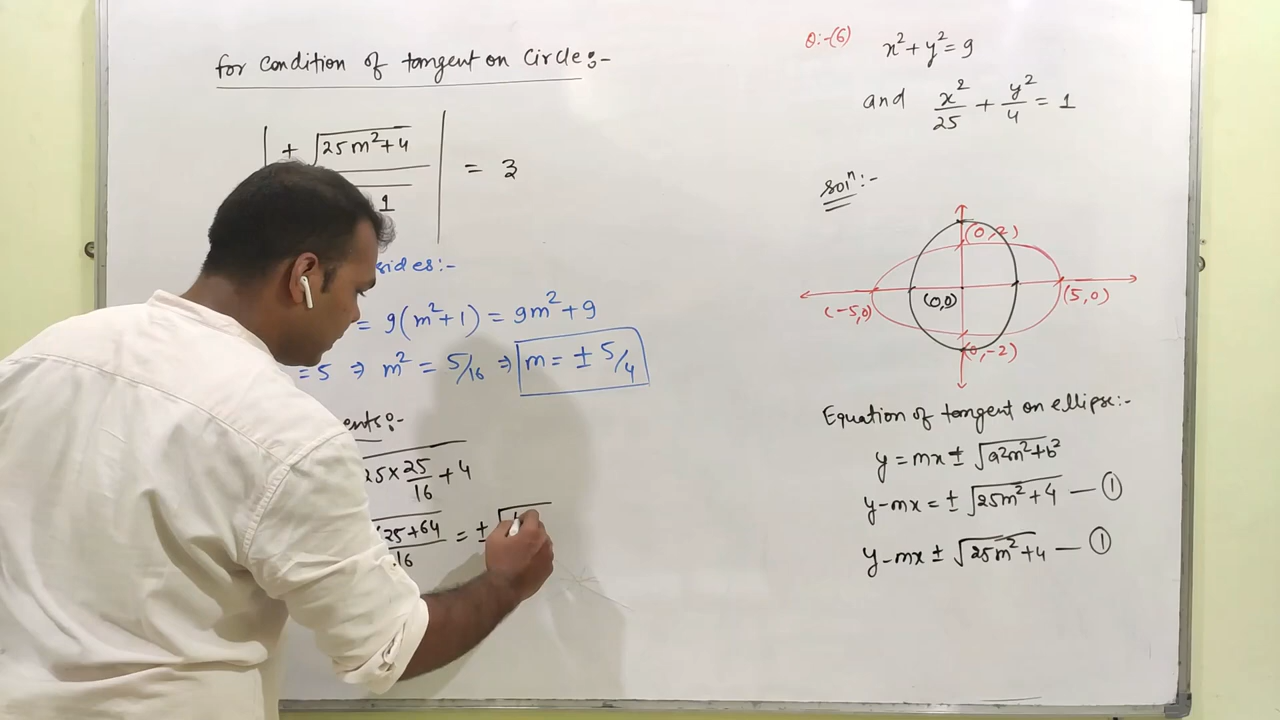 for condition of tangent on Circle:-
+ √25m²+4
1
= 3
sides:-
= 9(m²+1) = 9m²+9
= 5 ⇒ m² = 5/16 ⇒ m = ± 5/4
ents:-
25×25/16 + 4
25+64/16 = ± √
Q:-(6) x²+y²=9
and x²/25 + y²/4 = 1
solⁿ:-
(0,2)
(-5,0) (0,0) (5,0)
(0,-2)
Equation of tangent on ellipse:-
y = mx ± √a²m²+b²
y-mx = ± √25m²+4 — ①
y-mx ± √25m²+4 — ①